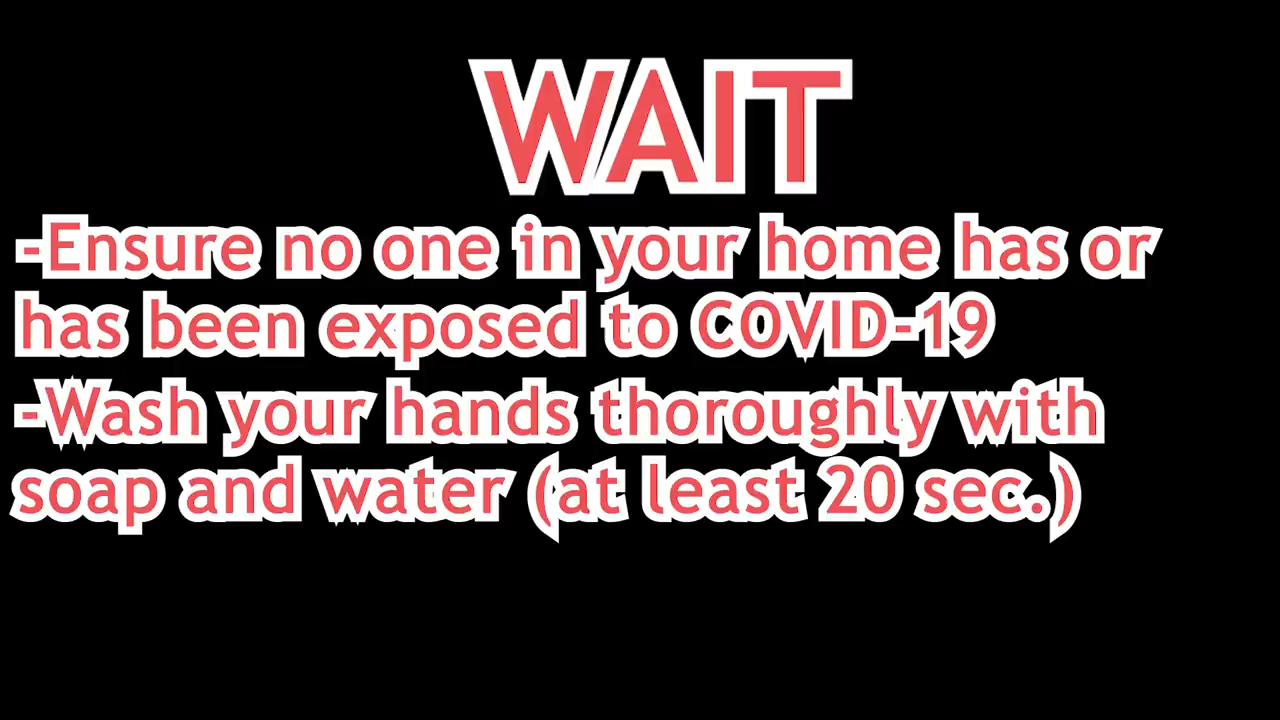 WAIT
-Ensure no one in your home has or
has been exposed to COVID-19
-Wash your hands thoroughly with
soap and water (at least 20 sec.)